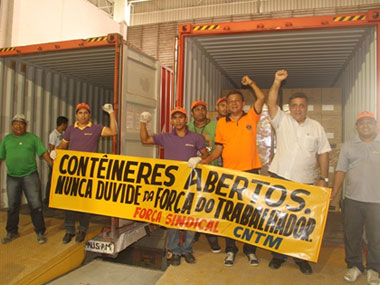 CONTÊINERES ABERTOS.
NUNCA DUVIDE DA FORÇA DO TRABALHADOR
FORÇA SINDICAL CNTM